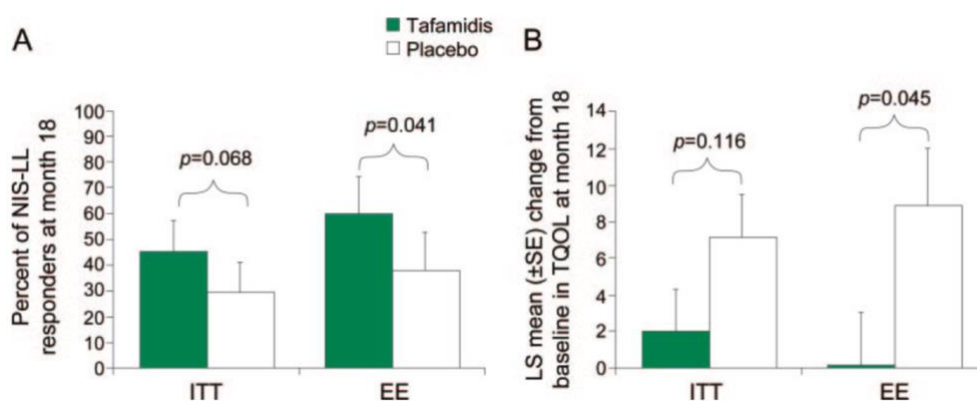 A
Tafamidis
Placebo
B
Percent of NIS-LL
responders at month 18
100
90
80
70
60
50
40
30
20
10
0
p=0.068
p=0.041
ITT
EE
LS mean (±SE) change from
baseline in TQOL at month 18
14
12
10
8
6
4
2
0
p=0.116
p=0.045
ITT
EE